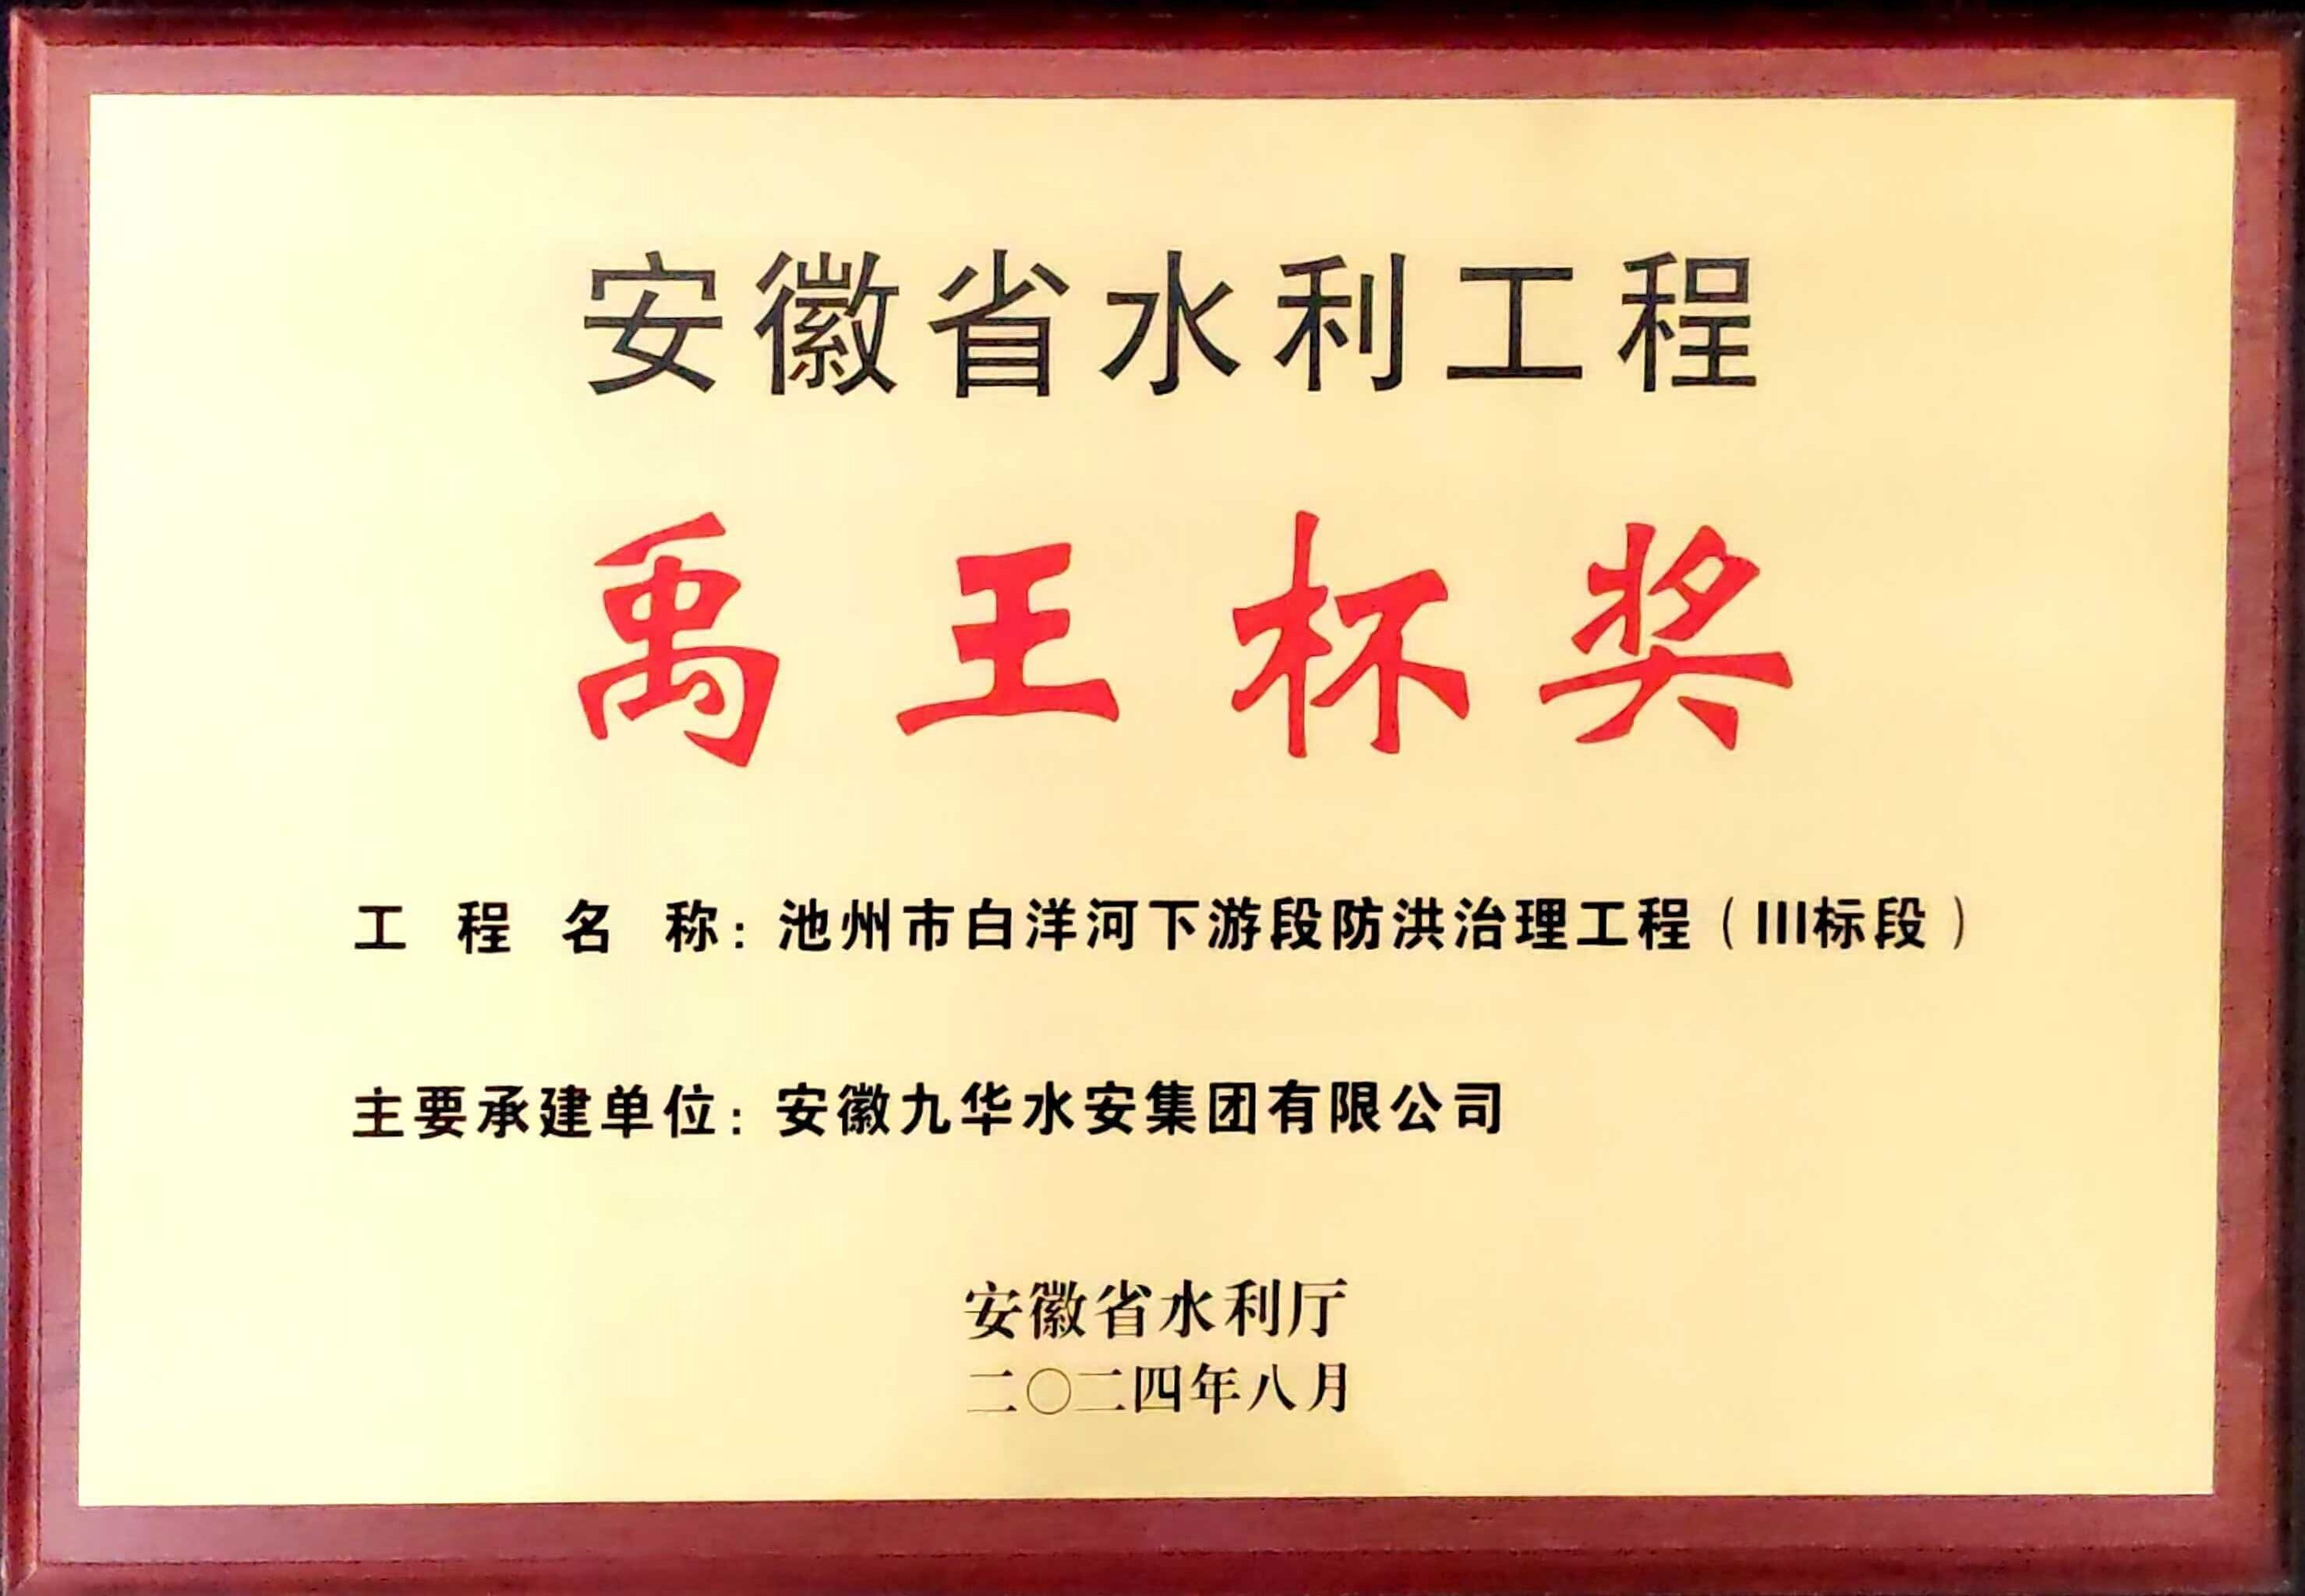 安徽省水利工程
禹王杯奖
工程名称：池州市白洋河下游段防洪治理工程（III标段）
主要承建单位：安徽九华水安集团有限公司
安徽省水利厅
二〇二四年八月